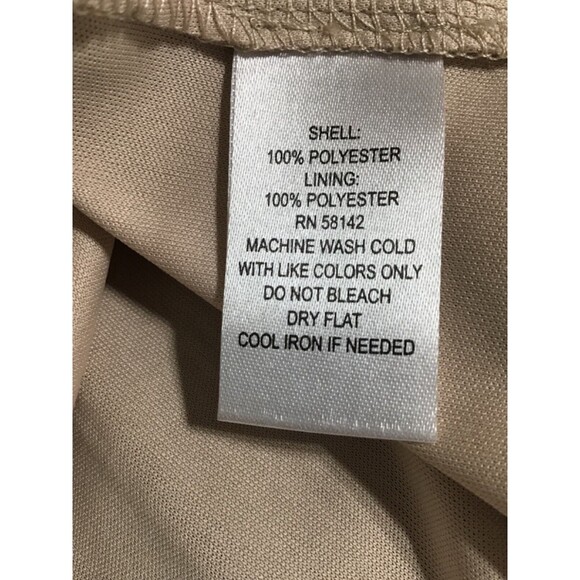 SHELL:
100% POLYESTER
LINING:
100% POLYESTER
RN 58142
MACHINE WASH COLD
WITH LIKE COLORS ONLY
DO NOT BLEACH
DRY FLAT
COOL IRON IF NEEDED